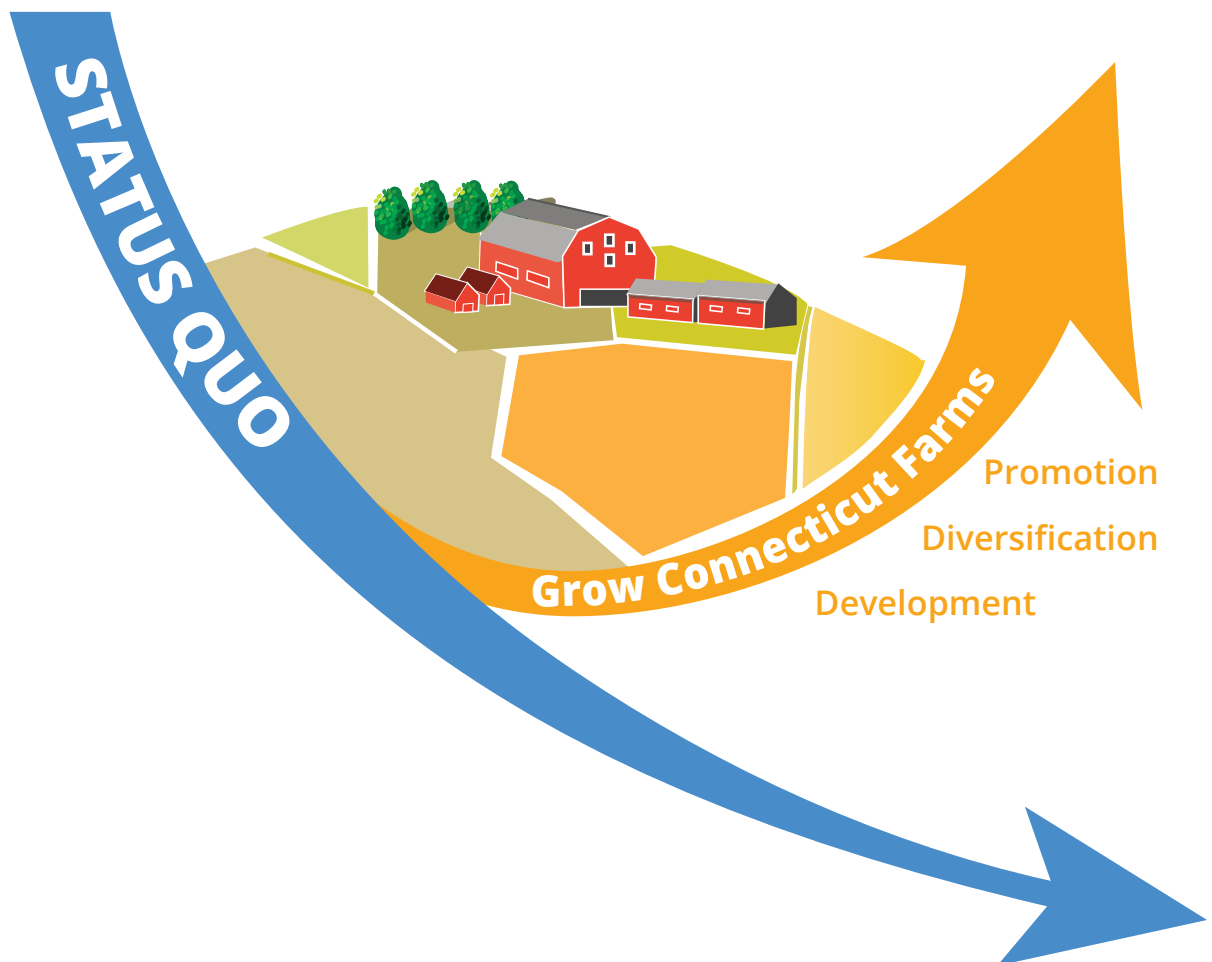 STATUS QUO
Grow Connecticut Farms
Promotion
Diversification
Development